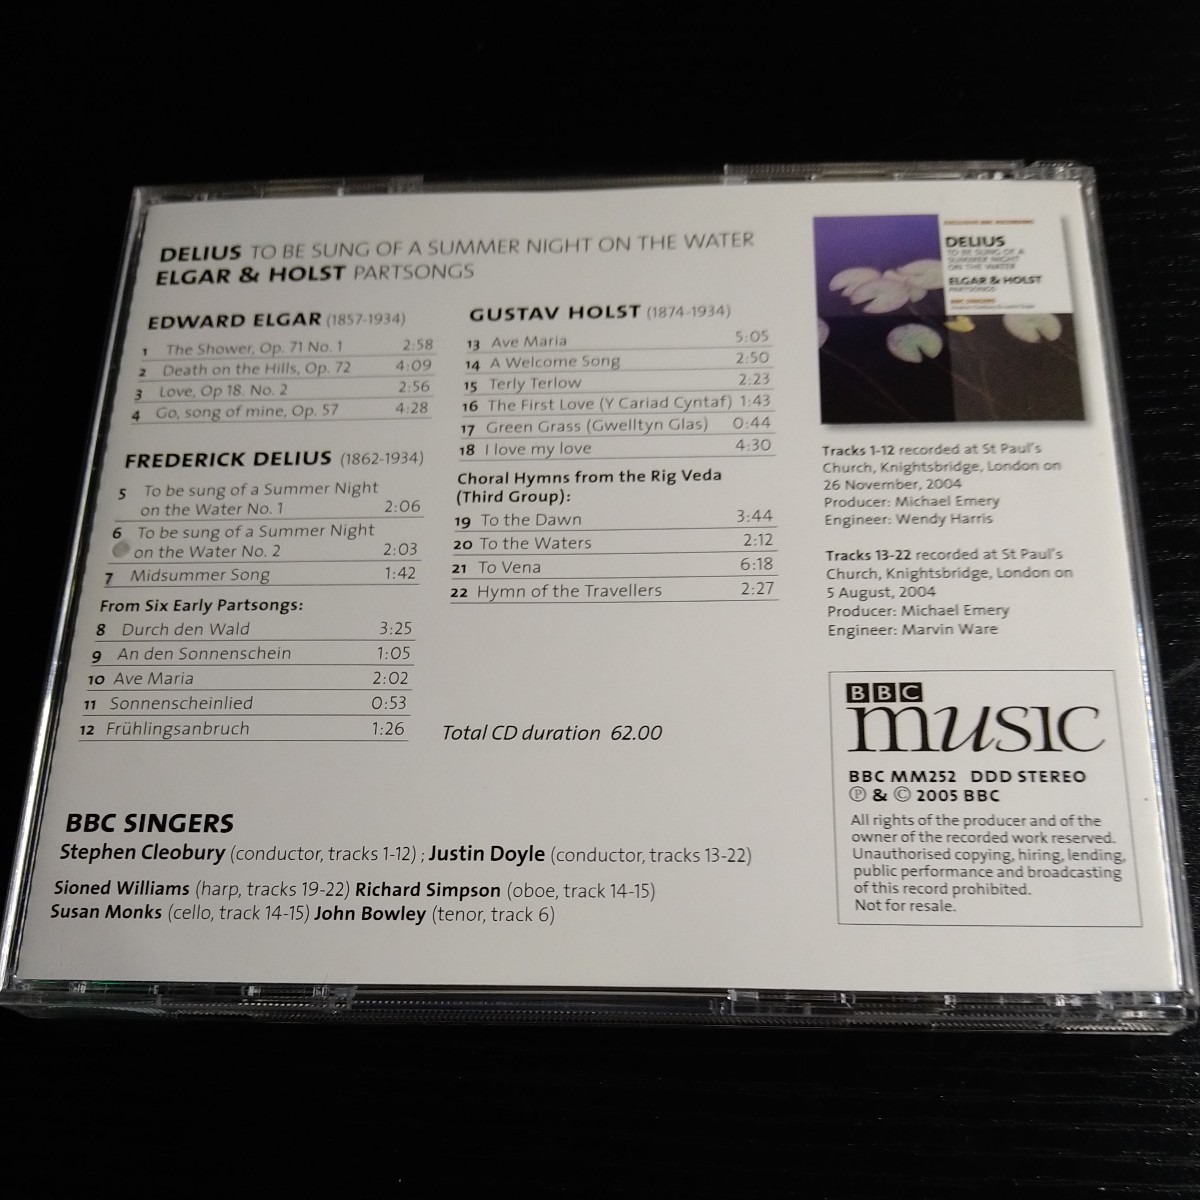 DELIUS TO BE SUNG OF A SUMMER NIGHT ON THE WATER
ELGAR & HOLST PARTSONGS
EDWARD ELGAR (1857-1934)
1 The Shower, Op. 71 No. 1 2:58
2 Death on the Hills, Op. 72 4:09
3 Love, Op 18. No. 2 2:56
4 Go, song of mine, Op. 57 4:28
FREDERICK DELIUS (1862-1934)
5 To be sung of a Summer Night
on the Water No. 1 2:06
6 To be sung of a Summer Night
on the Water No. 2 2:03
7 Midsummer Song 1:42
From Six Early Partsongs:
8 Durch den Wald 3:25
9 An den Sonnenschein 1:05
10 Ave Maria 2:02
11 Sonnenscheinlied 0:53
12 Frühlingsanbruch 1:26
GUSTAV HOLST (1874-1934)
13 Ave Maria 5:05
14 A Welcome Song 2:50
15 Terly Terlow 2:23
16 The First Love (Y Cariad Cyntaf) 1:43
17 Green Grass (Gwelltyn Glas) 0:44
18 I love my love 4:30
Choral Hymns from the Rig Veda
(Third Group):
19 To the Dawn 3:44
20 To the Waters 2:12
21 To Vena 6:18
22 Hymn of the Travellers 2:27
Total CD duration 62.00
BBC SINGERS
Stephen Cleobury (conductor, tracks 1-12) ; Justin Doyle (conductor, tracks 13-22)
Sioned Williams (harp, tracks 19-22) Richard Simpson (oboe, track 14-15)
Susan Monks (cello, track 14-15) John Bowley (tenor, track 6)
DELIUS
TO BE SUNG OF A
SUMMER NIGHT
ON THE WATER
ELGAR & HOLST
PARTSONGS
BBC SINGERS
Tracks 1-12 recorded at St Paul's
Church, Knightsbridge, London on
26 November, 2004
Producer: Michael Emery
Engineer: Wendy Harris
Tracks 13-22 recorded at St Paul's
Church, Knightsbridge, London on
5 August, 2004
Producer: Michael Emery
Engineer: Marvin Ware
BBC
music
BBC MM252 DDD STEREO
℗ & © 2005 BBC
All rights of the producer and of the
owner of the recorded work reserved.
Unauthorised copying, hiring, lending,
public performance and broadcasting
of this record prohibited.
Not for resale.